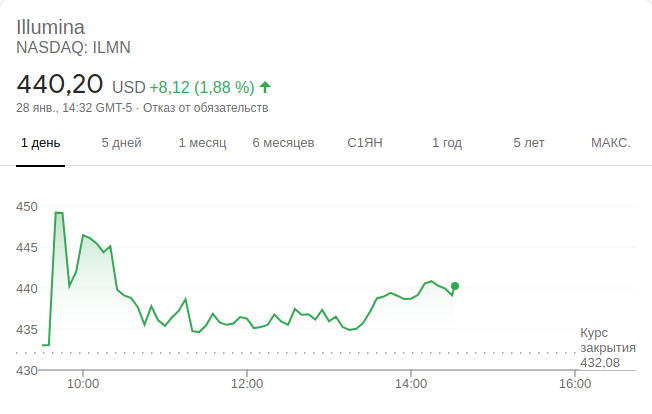 Illumina
NASDAQ: ILMN
440,20 USD +8,12 (1,88 %)
28 янв., 14:32 GMT-5 · Отказ от обязательств
1 день 5 дней 1 месяц 6 месяцев С1ЯН 1 год 5 лет МАКС.
450
445
440
435
Курс
закрытия
432,08
430
10:00 12:00 14:00 16:00